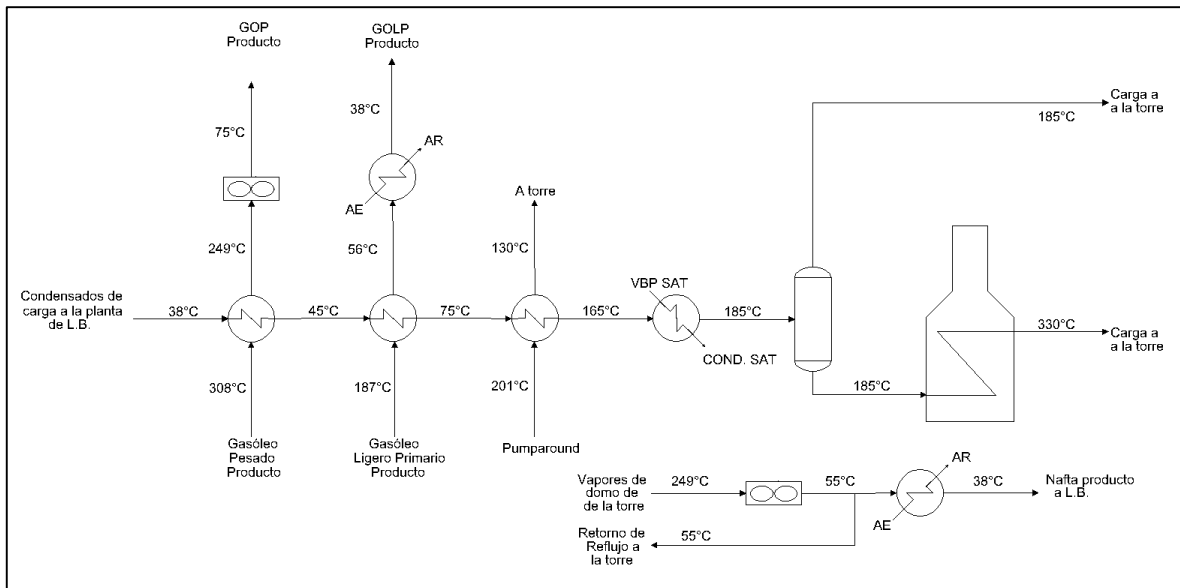 GOP
Producto
GOLP
Producto
75°C
38°C
AR
AE
A torre
249°C
56°C
130°C
Carga a
a la torre
185°C
Condensados de
carga a la planta
de L.B.
38°C
45°C
75°C
165°C
VBP SAT
COND. SAT
185°C
330°C
Carga a
a la torre
185°C
308°C
187°C
201°C
Gasóleo
Pesado
Producto
Gasóleo
Ligero Primario
Producto
Pumparound
Vapores de
domo de
de la torre
249°C
55°C
AR
AE
38°C
Nafta producto
a L.B.
Retorno de
Reflujo a
la torre
55°C